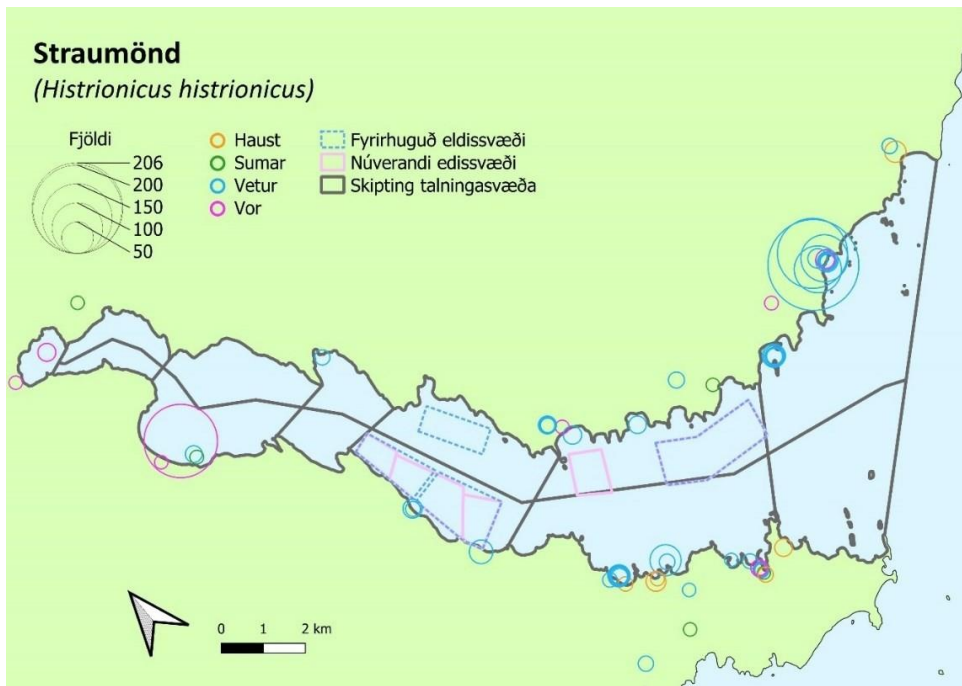 Straumönd
(Histrionicus histrionicus)
Fjöldi
206
200
150
100
50
Haust
Sumar
Vetur
Vor
Fyrirhuguð eldissvæði
Núverandi edissvæði
Skipting talningasvæða
0 1 2 km